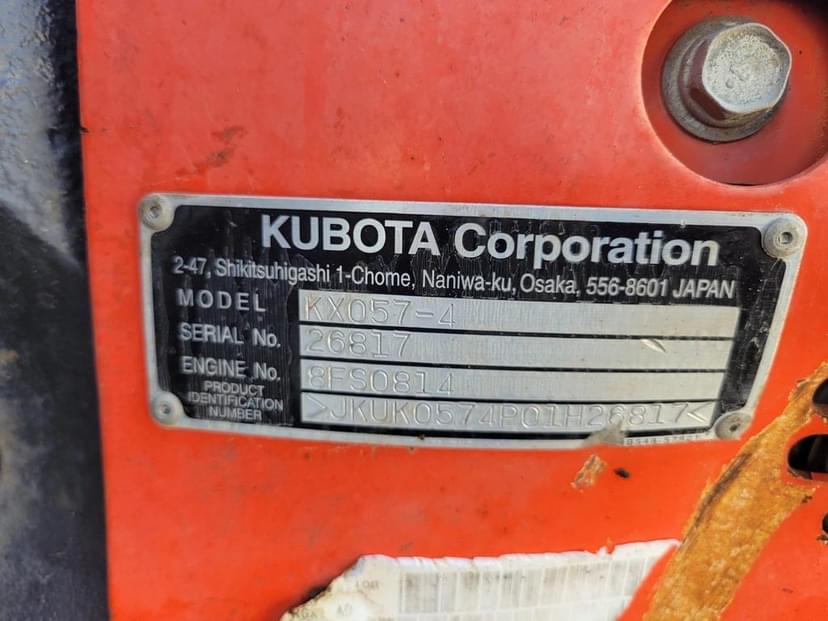 KUBOTA Corporation
2-47, Shikitsuhigashi 1-Chome, Naniwa-ku, Osaka, 556-8601 JAPAN
MODEL KX057-4
SERIAL No. 26817
ENGINE No. 8FS0814
PRODUCT IDENTIFICATION NUMBER >JKUK0574P01H26817<